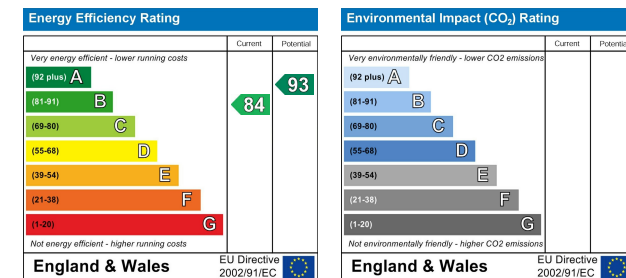 Energy Efficiency Rating
Current Potential
Very energy efficient - lower running costs
(92 plus) A
(81-91) B
(69-80) C
(55-68) D
(39-54) E
(21-38) F
(1-20) G
84
93
Not energy efficient - higher running costs
England & Wales
EU Directive
2002/91/EC
Environmental Impact (CO2) Rating
Current Potential
Very environmentally friendly - lower CO2 emissions
(92 plus) A
(81-91) B
(69-80) C
(55-68) D
(39-54) E
(21-38) F
(1-20) G
Not environmentally friendly - higher CO2 emissions
England & Wales
EU Directive
2002/91/EC